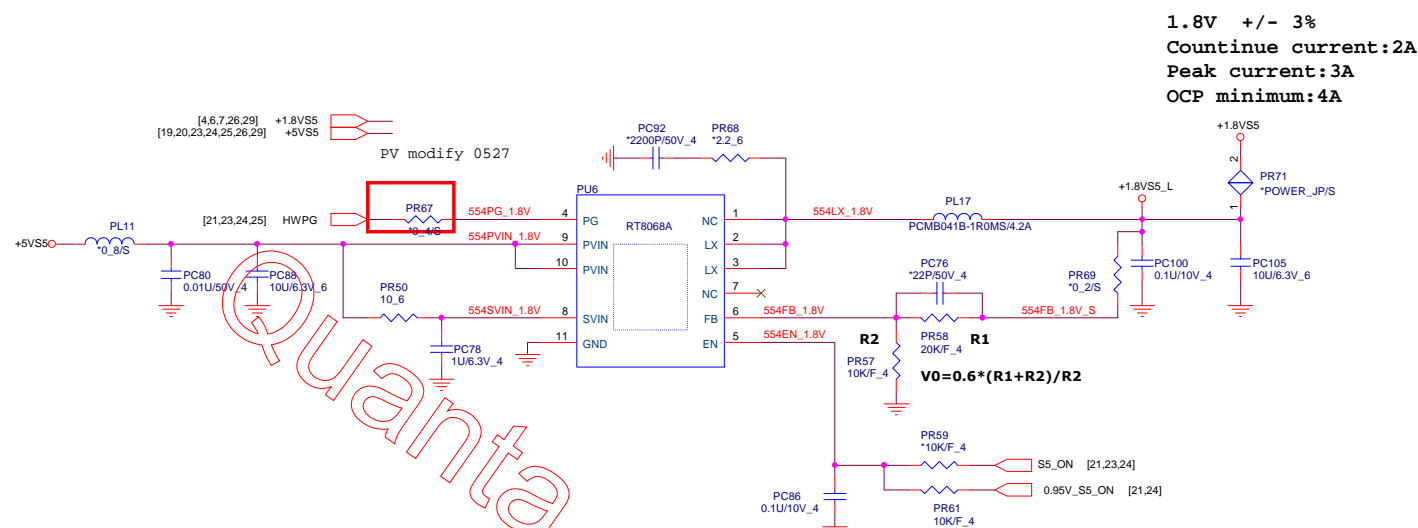 1.8V +/- 3%
Countinue current:2A
Peak current:3A
OCP minimum:4A
+1.8VS5
[4,6,7,26,29] +1.8VS5
[19,20,23,24,25,26,29] +5VS5
PV modify 0527
PC92
*2200P/50V_4
PR68
*2.2_6
2
PR71
*POWER_JP/S
1
+1.8VS5_L
PU6
RT8068A
[21,23,24,25] HWPG
PR67
*0_4/S
554PG_1.8V
4 PG
NC 1
554LX_1.8V
PL17
PCMB041B-1R0MS/4.2A
+5VS5
PL11
*0_8/S
554PVIN_1.8V
9 PVIN
LX 2
10 PVIN
LX 3
NC 7
PC80
0.01U/50V_4
PC88
10U/6.3V_6
PR50
10_6
554SVIN_1.8V
8 SVIN
FB 6
554FB_1.8V
PC76
*22P/50V_4
554FB_1.8V_S
PR69
*0_2/S
PC100
0.1U/10V_4
PC105
10U/6.3V_6
11 GND
EN 5
554EN_1.8V
PC78
1U/6.3V_4
R2
PR58
20K/F_4
R1
PR57
10K/F_4
V0=0.6*(R1+R2)/R2
PR59
*10K/F_4
S5_ON [21,23,24]
PC86
0.1U/10V_4
PR61
10K/F_4
0.95V_S5_ON [21,24]
Quanta